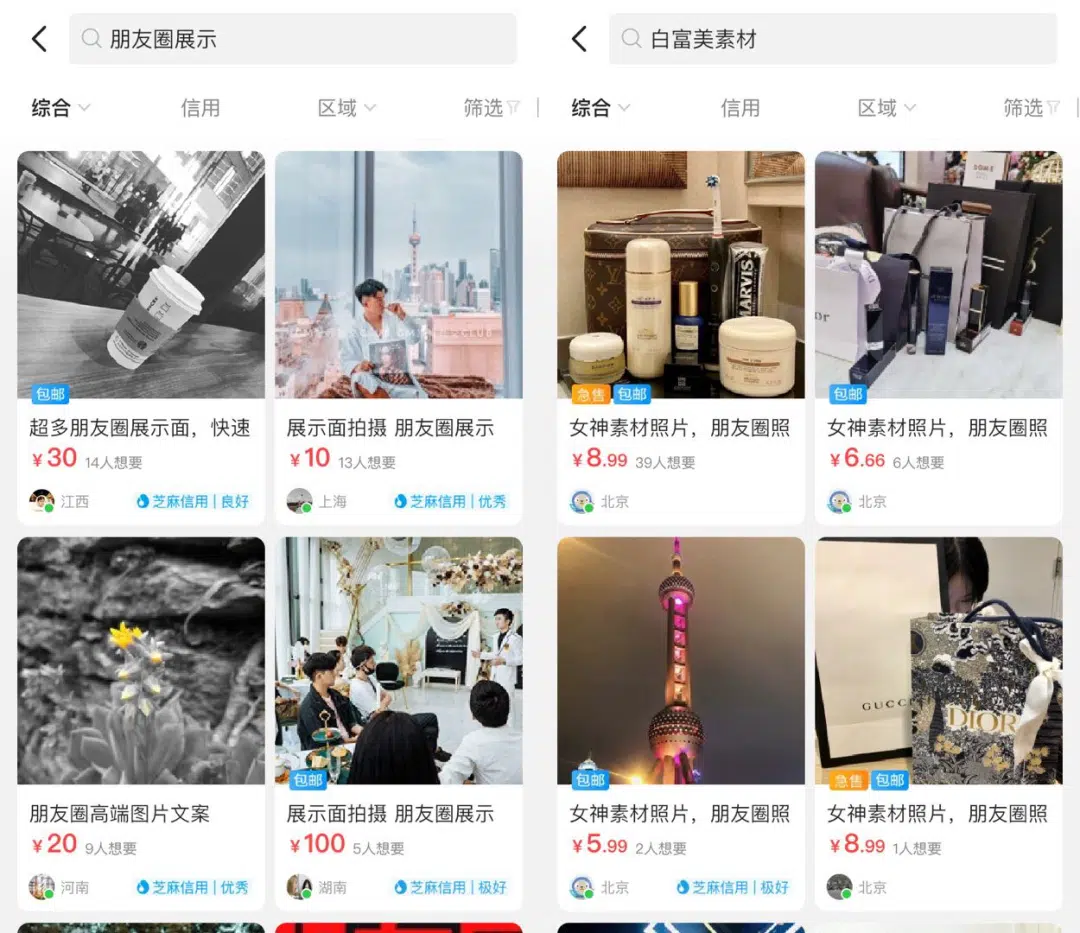 朋友圈展示
综合
信用
区域
筛选
包邮
超多朋友圈展示面，快速
¥30 14人想要
江西
芝麻信用|良好
展示面拍摄 朋友圈展示
¥10 13人想要
上海
芝麻信用|优秀
朋友圈高端图片文案
¥20 9人想要
河南
芝麻信用|优秀
包邮
展示面拍摄 朋友圈展示
¥100 5人想要
湖南
芝麻信用|极好
白富美素材
综合
信用
区域
筛选
MARVIS
急售 包邮
女神素材照片，朋友圈照
¥8.99 39人想要
北京
包邮
女神素材照片，朋友圈照
¥6.66 6人想要
北京
包邮
女神素材照片，朋友圈照
¥5.99 2人想要
北京
芝麻信用|极好
GUCC
DIOR
急售 包邮
女神素材照片，朋友圈照
¥8.99 1人想要
北京